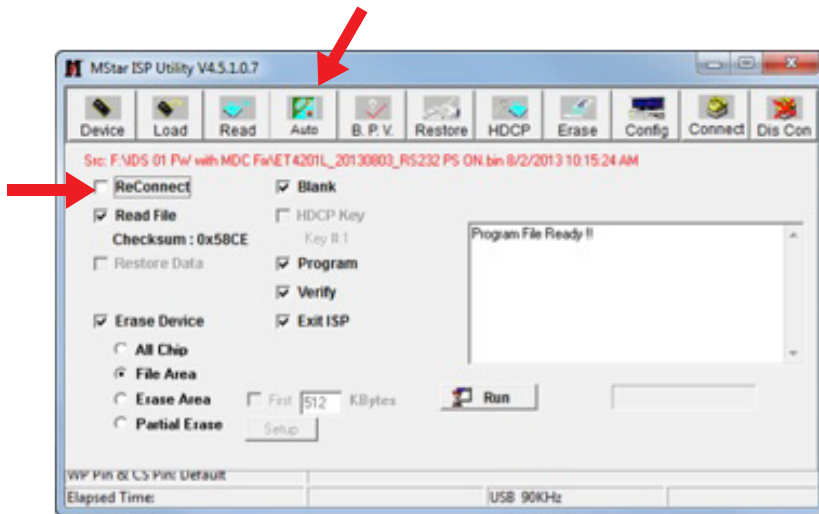 MStar ISP Utility V4.5.1.0.7
Device Load Read Auto B. P. V. Restore HDCP Erase Config Connect Dis Con
Src: F:\IDS 01 FW with MDC Fix\ET4201L_20130803_RS232 PS ON.bin 8/2/2013 10:15:24 AM
ReConnect Blank
Read File HDCP Key
Checksum : 0x58CE Key #:1
Program File Ready !!
Restore Data Program
Verify
Erase Device Exit ISP
All Chip
File Area
Erase Area First 512 KBytes
Run
Partial Erase Setup
WP Pin & CS Pin: Default
Elapsed Time: USB 90KHz